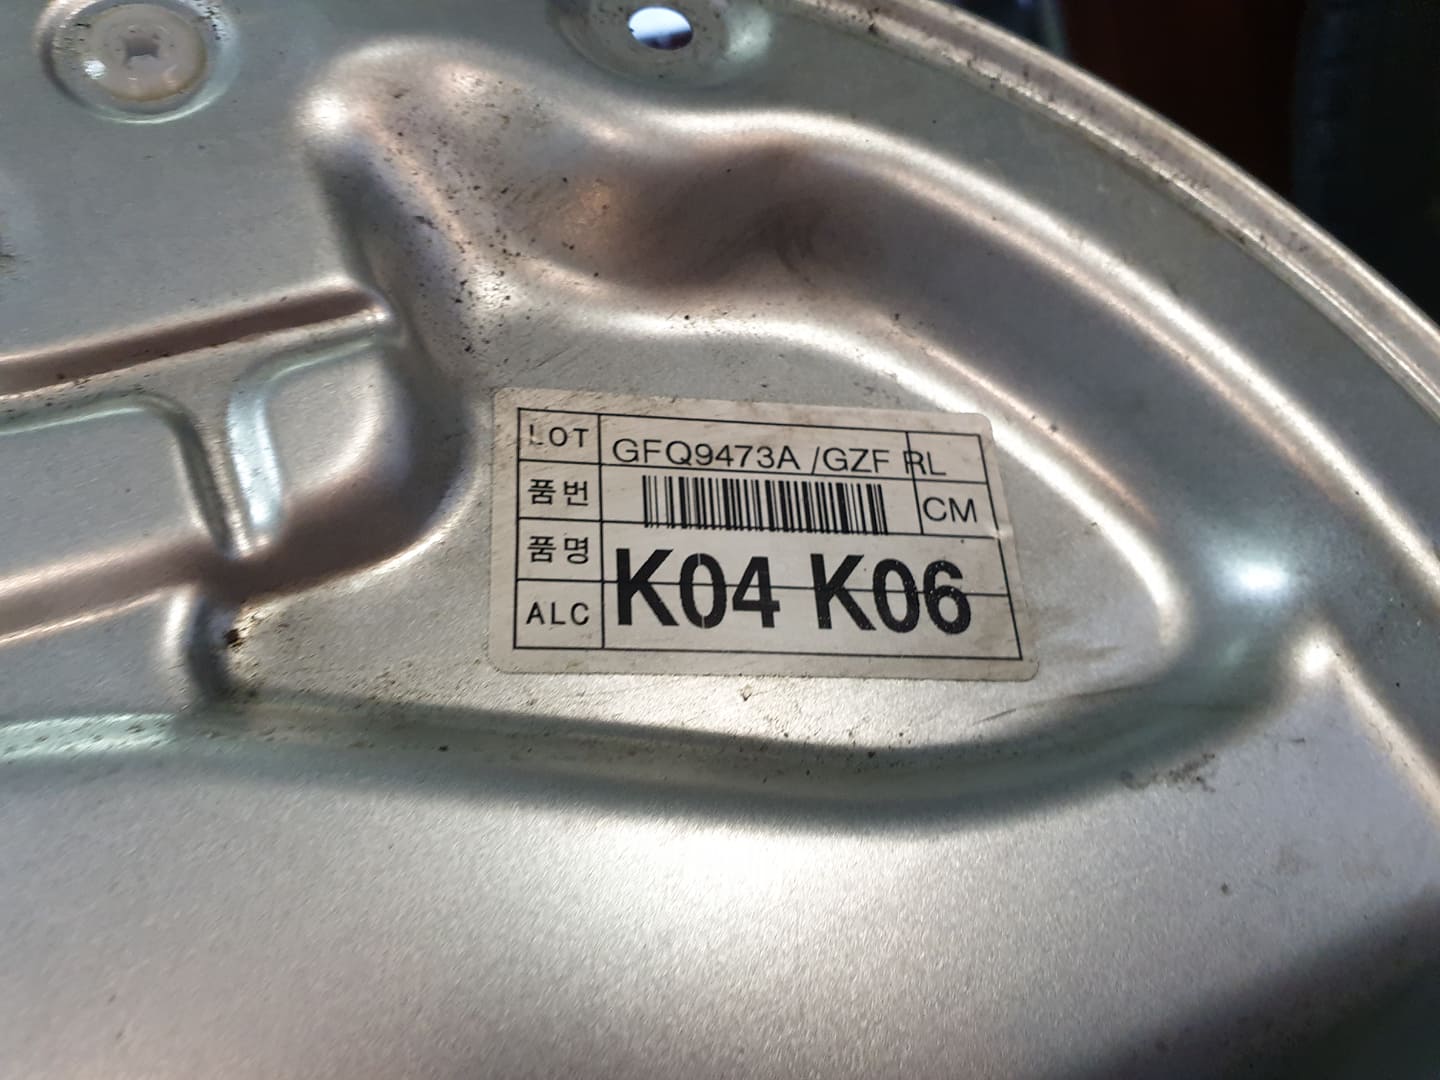 LOT GFQ9473A /GZF RL
품번 CM
품명
ALC K04 K06